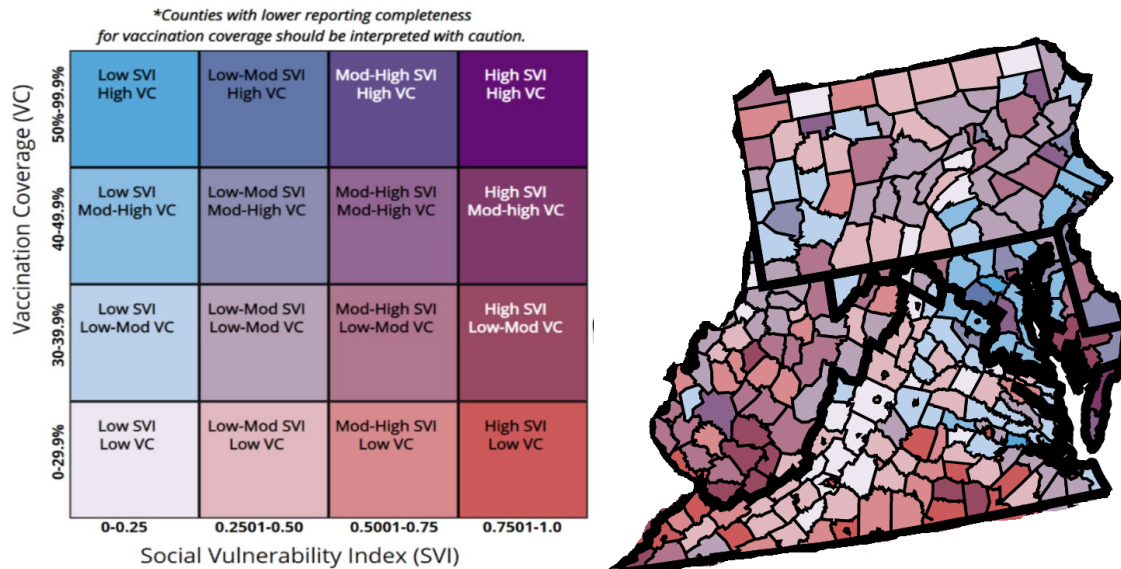 *Counties with lower reporting completeness
for vaccination coverage should be interpreted with caution.
Vaccination Coverage (VC)
50%-99.9%
Low SVI
High VC
Low-Mod SVI
High VC
Mod-High SVI
High VC
High SVI
High VC
40-49.9%
Low SVI
Mod-High VC
Low-Mod SVI
Mod-High VC
Mod-High SVI
Mod-High VC
High SVI
Mod-high VC
30-39.9%
Low SVI
Low-Mod VC
Low-Mod SVI
Low-Mod VC
Mod-High SVI
Low-Mod VC
High SVI
Low-Mod VC
0-29.9%
Low SVI
Low VC
Low-Mod SVI
Low VC
Mod-High SVI
Low VC
High SVI
Low VC
0-0.25 0.2501-0.50 0.5001-0.75 0.7501-1.0
Social Vulnerability Index (SVI)